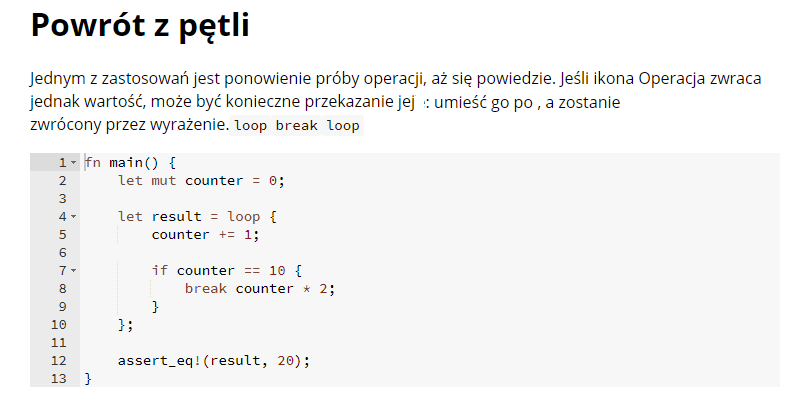 Powrót z pętli
Jednym z zastosowań jest ponowienie próby operacji, aż się powiedzie. Jeśli ikona Operacja zwraca
jednak wartość, może być konieczne przekazanie jej : umieść go po , a zostanie
zwrócony przez wyrażenie. loop break loop
1 fn main() {
2 let mut counter = 0;
3
4 let result = loop {
5 counter += 1;
6
7 if counter == 10 {
8 break counter * 2;
9 }
10 };
11
12 assert_eq!(result, 20);
13 }